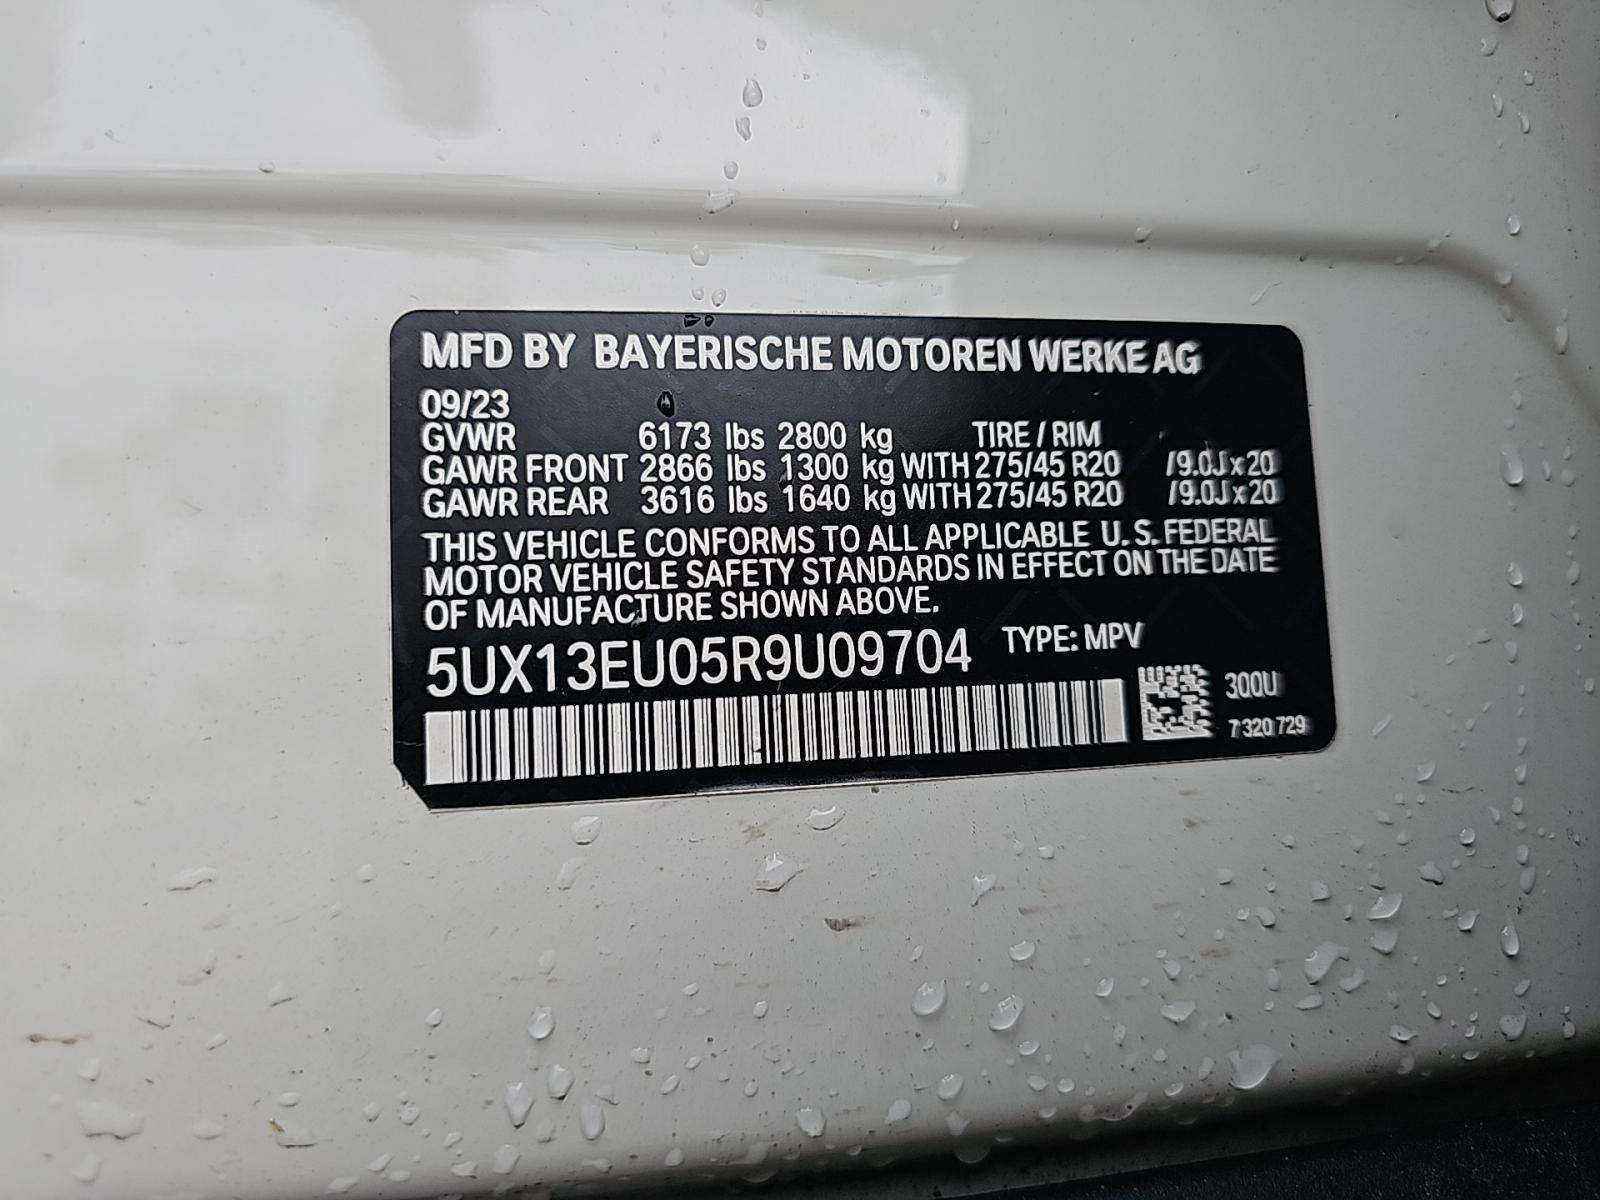 MFD BY BAYERISCHE MOTOREN WERKE AG
09/23
GVWR 6173 lbs 2800 kg TIRE / RIM
GAWR FRONT 2866 lbs 1300 kg WITH 275/45 R20 /9.0J x 20
GAWR REAR 3616 lbs 1640 kg WITH 275/45 R20 /9.0J x 20
THIS VEHICLE CONFORMS TO ALL APPLICABLE U.S. FEDERAL
MOTOR VEHICLE SAFETY STANDARDS IN EFFECT ON THE DATE
OF MANUFACTURE SHOWN ABOVE.
5UX13EU05R9U09704 TYPE: MPV
300U
7 320 729